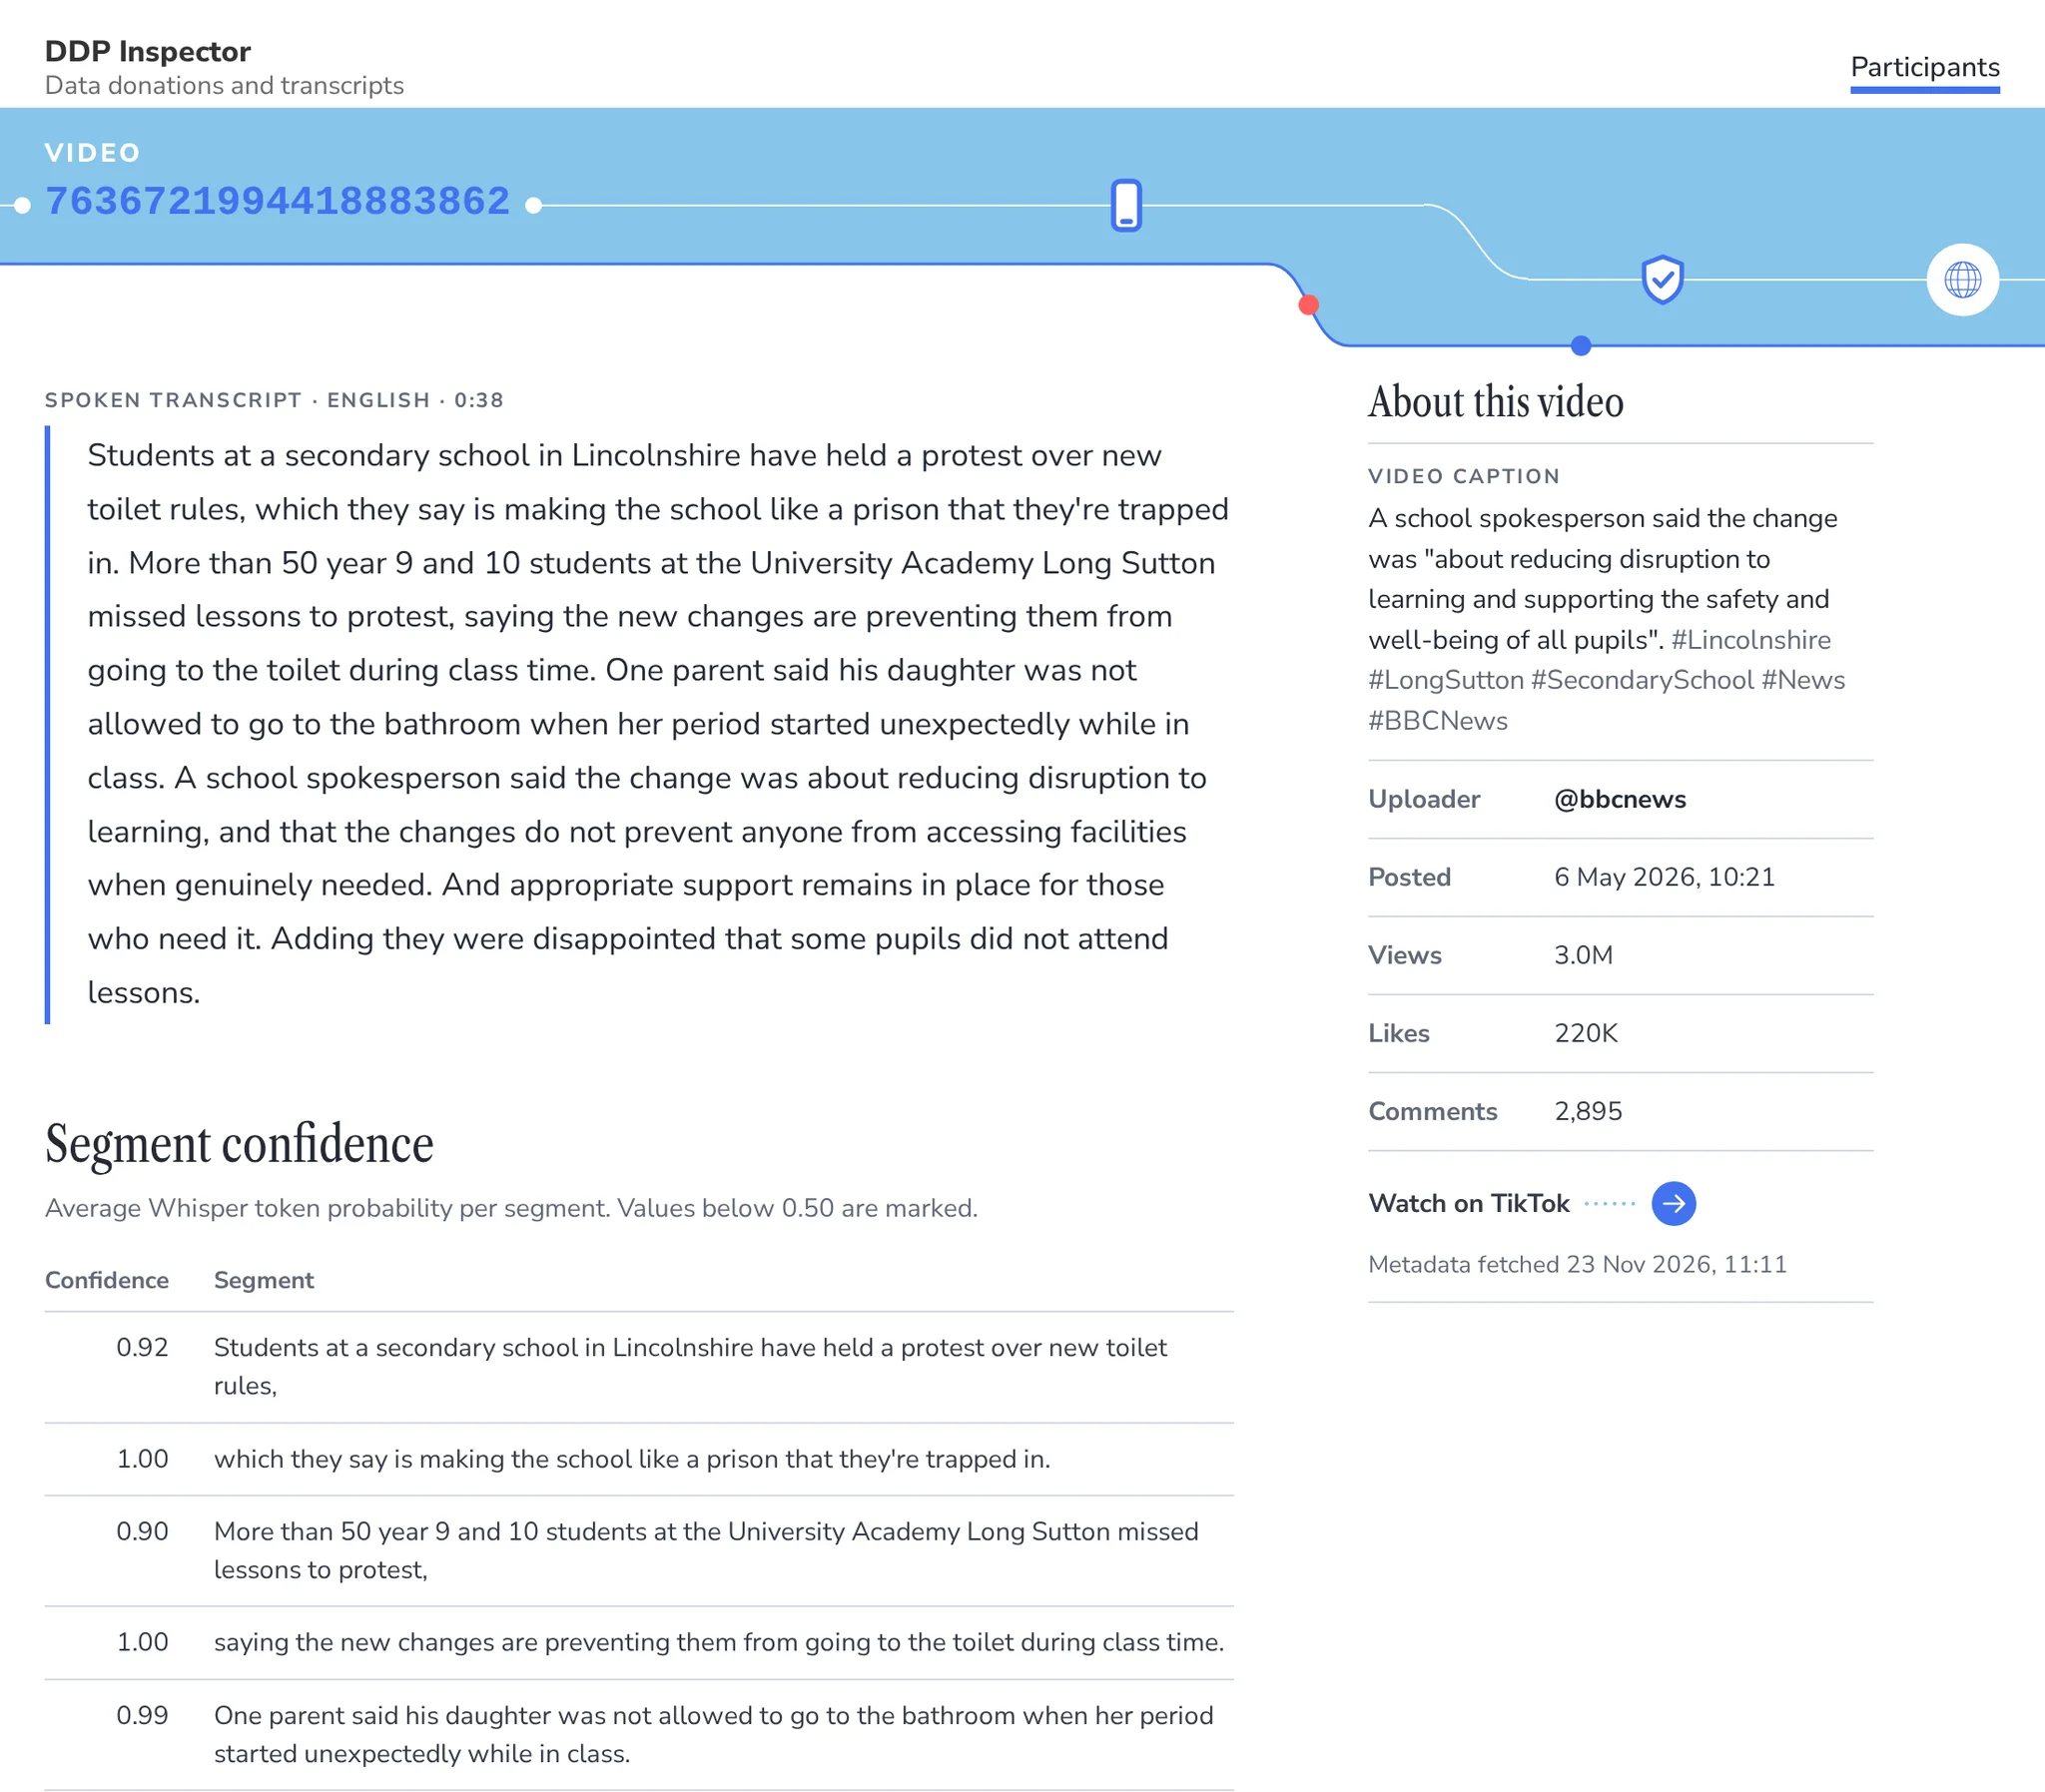 DDP Inspector
Data donations and transcripts
Participants
VIDEO
7636721994418883862
SPOKEN TRANSCRIPT · ENGLISH · 0:38
Students at a secondary school in Lincolnshire have held a protest over new
toilet rules, which they say is making the school like a prison that they're trapped
in. More than 50 year 9 and 10 students at the University Academy Long Sutton
missed lessons to protest, saying the new changes are preventing them from
going to the toilet during class time. One parent said his daughter was not
allowed to go to the bathroom when her period started unexpectedly while in
class. A school spokesperson said the change was about reducing disruption to
learning, and that the changes do not prevent anyone from accessing facilities
when genuinely needed. And appropriate support remains in place for those
who need it. Adding they were disappointed that some pupils did not attend
lessons.
Segment confidence
Average Whisper token probability per segment. Values below 0.50 are marked.
Confidence Segment
0.92 Students at a secondary school in Lincolnshire have held a protest over new toilet
rules,
1.00 which they say is making the school like a prison that they're trapped in.
0.90 More than 50 year 9 and 10 students at the University Academy Long Sutton missed
lessons to protest,
1.00 saying the new changes are preventing them from going to the toilet during class time.
0.99 One parent said his daughter was not allowed to go to the bathroom when her period
started unexpectedly while in class.
About this video
VIDEO CAPTION
A school spokesperson said the change
was "about reducing disruption to
learning and supporting the safety and
well-being of all pupils". #Lincolnshire
#LongSutton #SecondarySchool #News
#BBCNews
Uploader @bbcnews
Posted 6 May 2026, 10:21
Views 3.0M
Likes 220K
Comments 2,895
Watch on TikTok
Metadata fetched 23 Nov 2026, 11:11